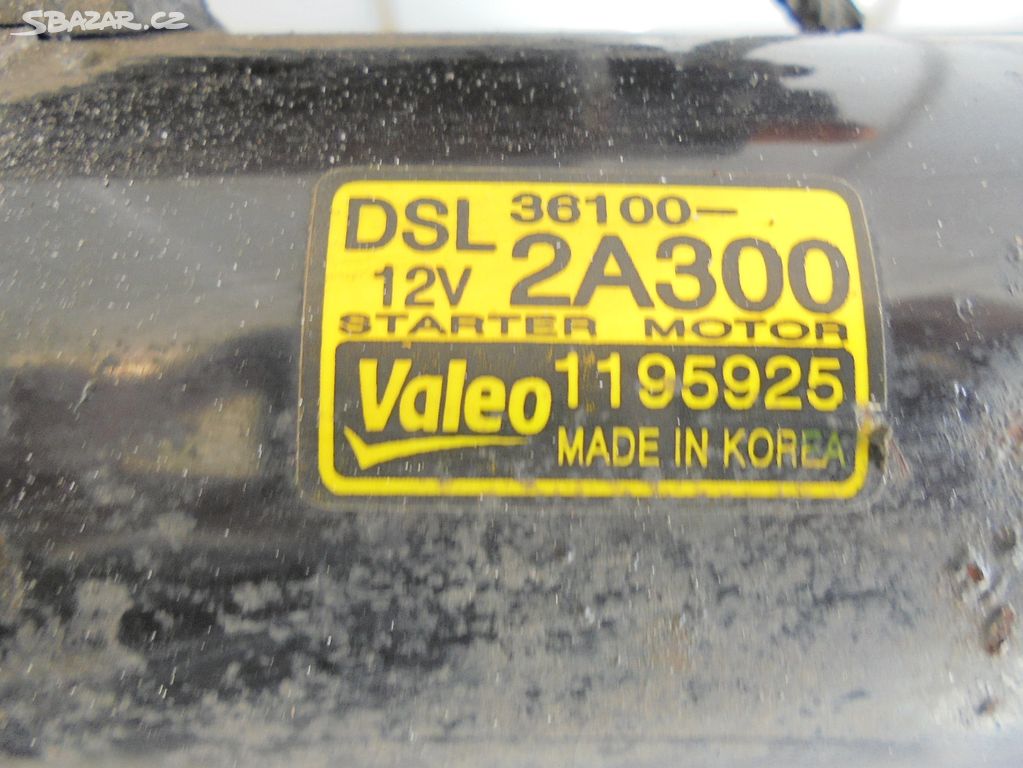 SBAZAR.CZ
DSL 36100-
12V 2A300
STARTER MOTOR
Valeo 1195925
MADE IN KOREA